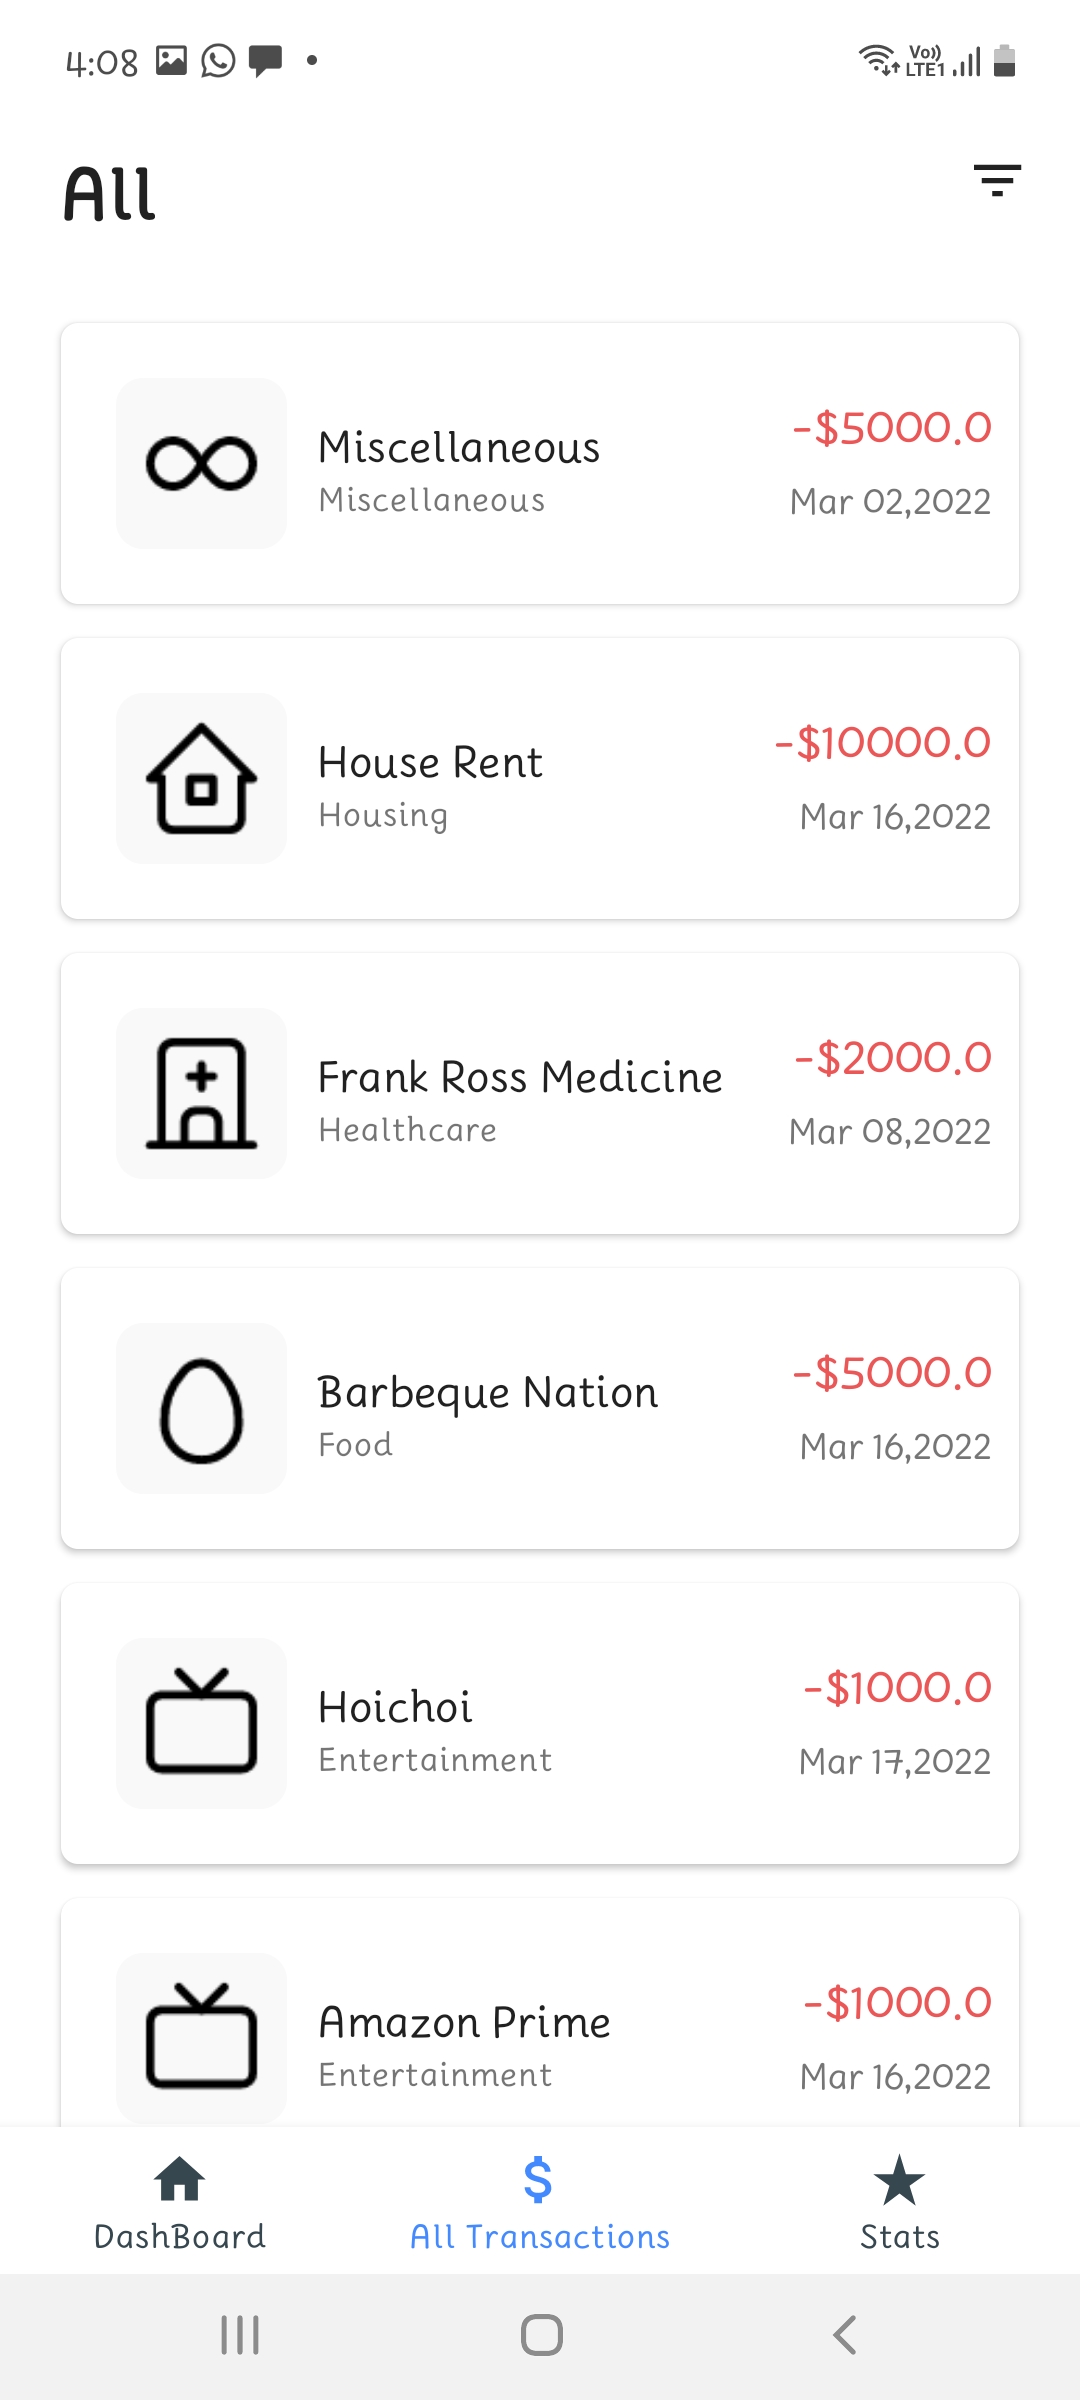 4:08
Vo))
LTE1
All
Miscellaneous
Miscellaneous
-$5000.0
Mar 02,2022
House Rent
Housing
-$10000.0
Mar 16,2022
Frank Ross Medicine
Healthcare
-$2000.0
Mar 08,2022
Barbeque Nation
Food
-$5000.0
Mar 16,2022
Hoichoi
Entertainment
-$1000.0
Mar 17,2022
Amazon Prime
Entertainment
-$1000.0
Mar 16,2022
DashBoard
All Transactions
Stats